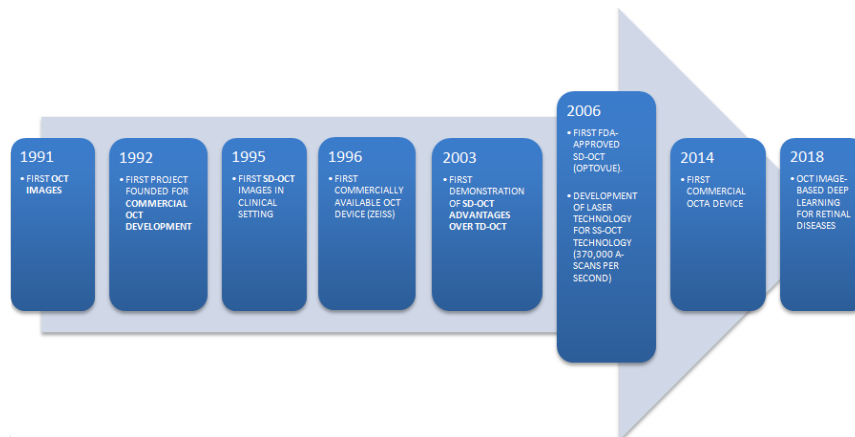 1991
• FIRST OCT
IMAGES
1992
• FIRST PROJECT
FOUNDED FOR
COMMERCIAL
OCT
DEVELOPMENT
1995
• FIRST SD-OCT
IMAGES IN
CLINICAL
SETTING
1996
• FIRST
COMMERCIALLY
AVAILABLE OCT
DEVICE (ZEISS)
2003
• FIRST
DEMONSTRATION
OF SD-OCT
ADVANTAGES
OVER TD-OCT
2006
• FIRST FDA-
APPROVED
SD-OCT
(OPTOVUE).
• DEVELOPMENT
OF LASER
TECHNOLOGY
FOR SS-OCT
TECHNOLOGY
(370,000 A-
SCANS PER
SECOND)
2014
• FIRST
COMMERCIAL
OCTA DEVICE
2018
• OCT IMAGE-
BASED DEEP
LEARNING
FOR RETINAL
DISEASES